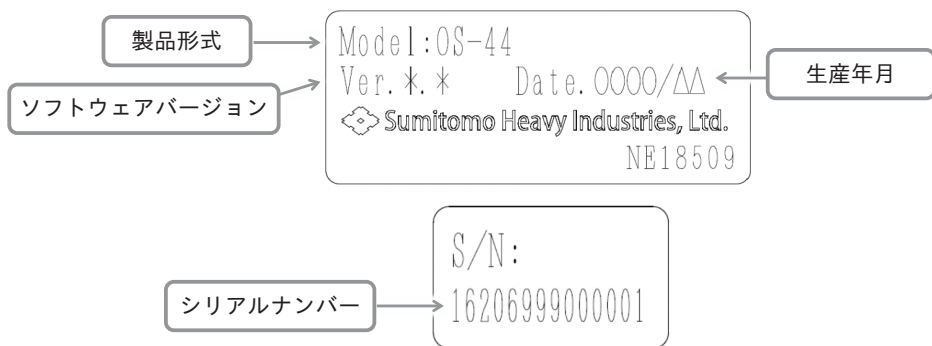 製品形式
Model:OS-44
Ver.*.* Date.OOOO/△△
生産年月
ソフトウェアバージョン
Sumitomo Heavy Industries, Ltd.
NE18509
S/N:
シリアルナンバー
16206999000001